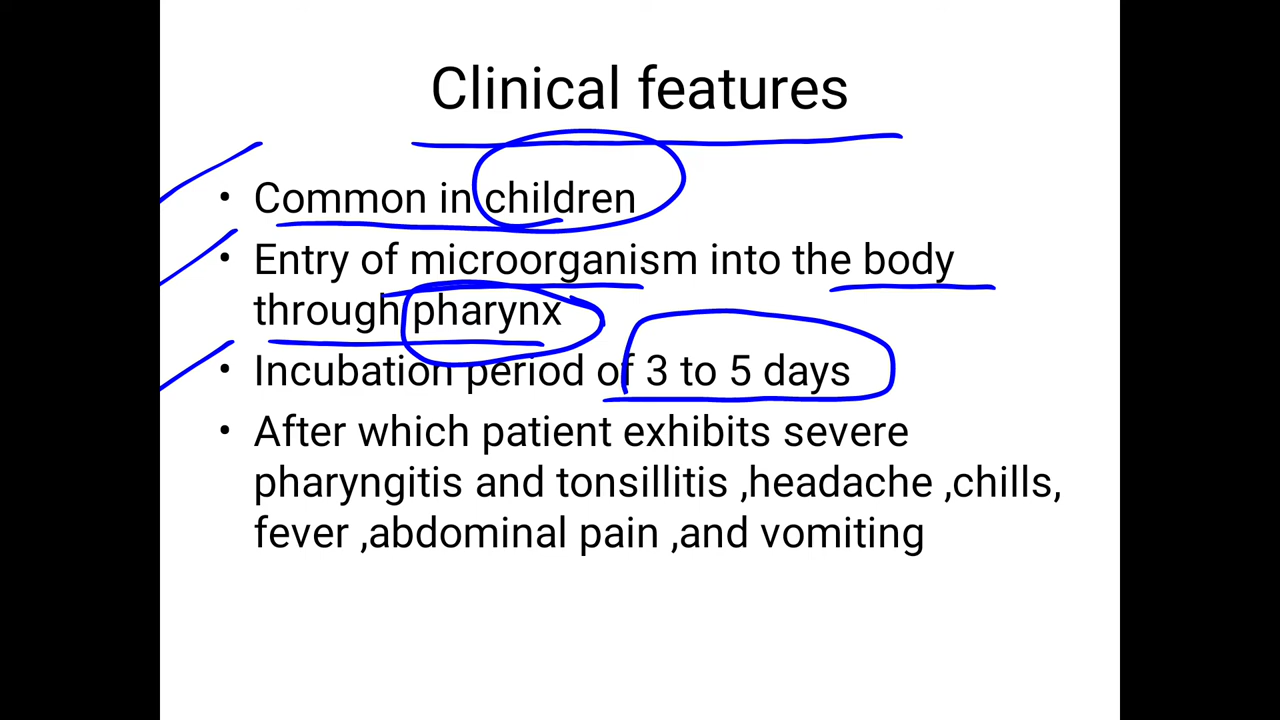 Clinical features
• Common in children
• Entry of microorganism into the body
through pharynx
• Incubation period of 3 to 5 days
• After which patient exhibits severe
pharyngitis and tonsillitis ,headache ,chills,
fever ,abdominal pain ,and vomiting